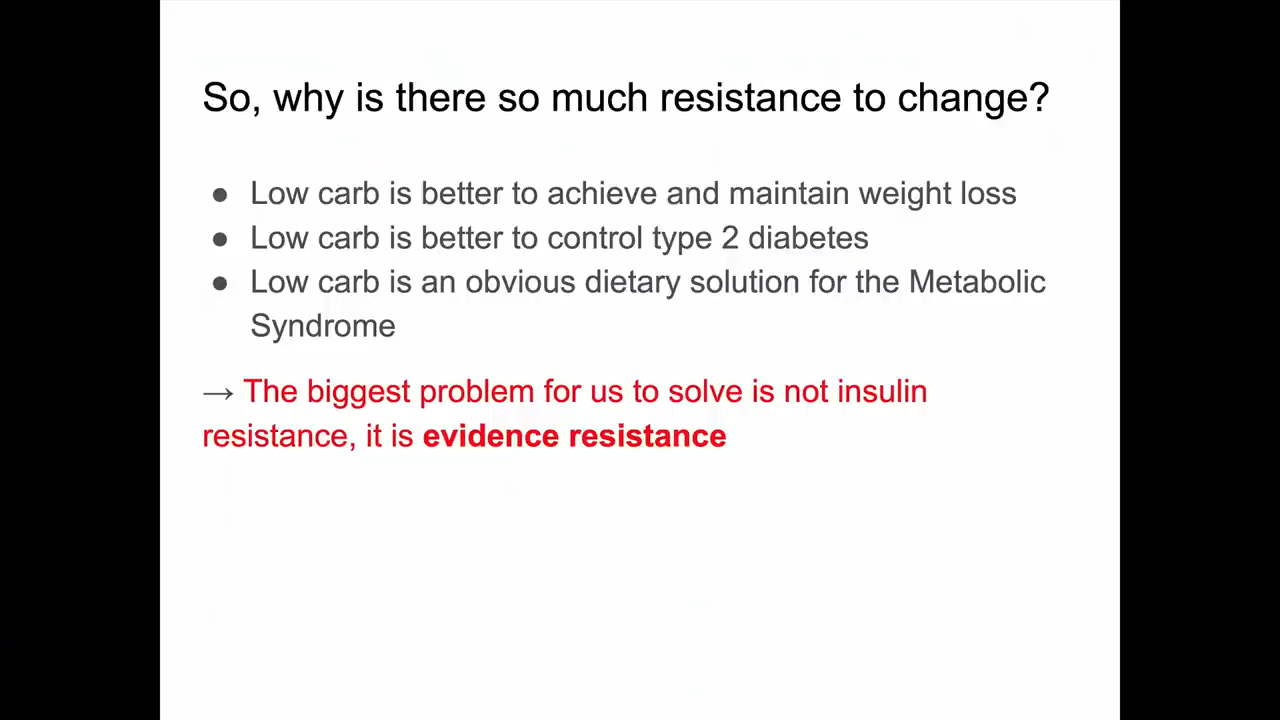 So, why is there so much resistance to change?
● Low carb is better to achieve and maintain weight loss
● Low carb is better to control type 2 diabetes
● Low carb is an obvious dietary solution for the Metabolic
Syndrome
→ The biggest problem for us to solve is not insulin
resistance, it is evidence resistance